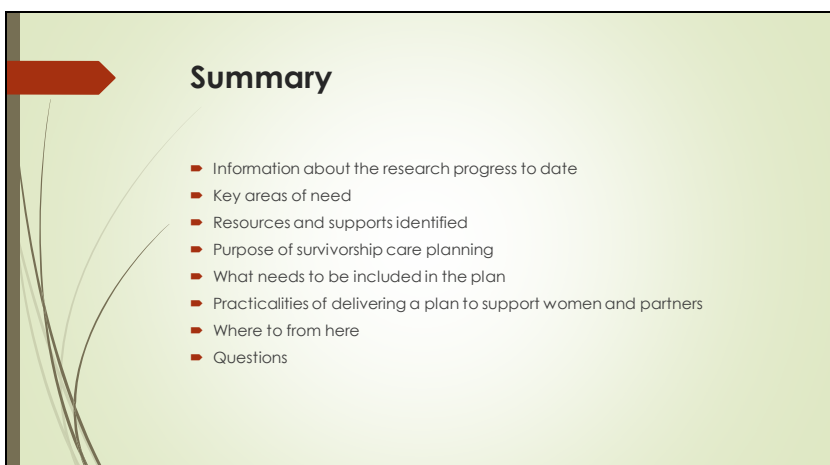 Summary
Information about the research progress to date
Key areas of need
Resources and supports identified
Purpose of survivorship care planning
What needs to be included in the plan
Practicalities of delivering a plan to support women and partners
Where to from here
Questions